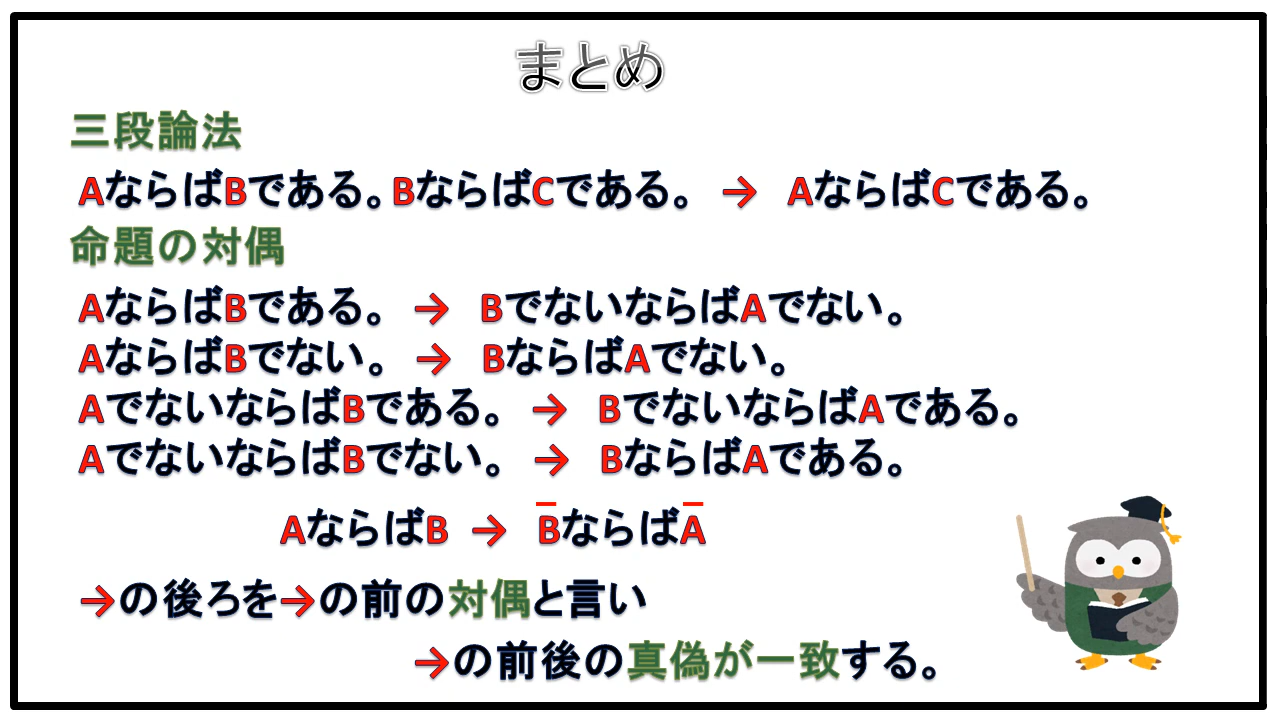 まとめ
三段論法
AならばBである。BならばCである。 → AならばCである。
命題の対偶
AならばBである。 → BでないならばAでない。
AならばBでない。 → BならばAでない。
AでないならばBである。 → BでないならばAである。
AでないならばBでない。 → BならばAである。
AならばB → B̅ならばA̅
→の後ろを→の前の対偶と言い
→の前後の真偽が一致する。